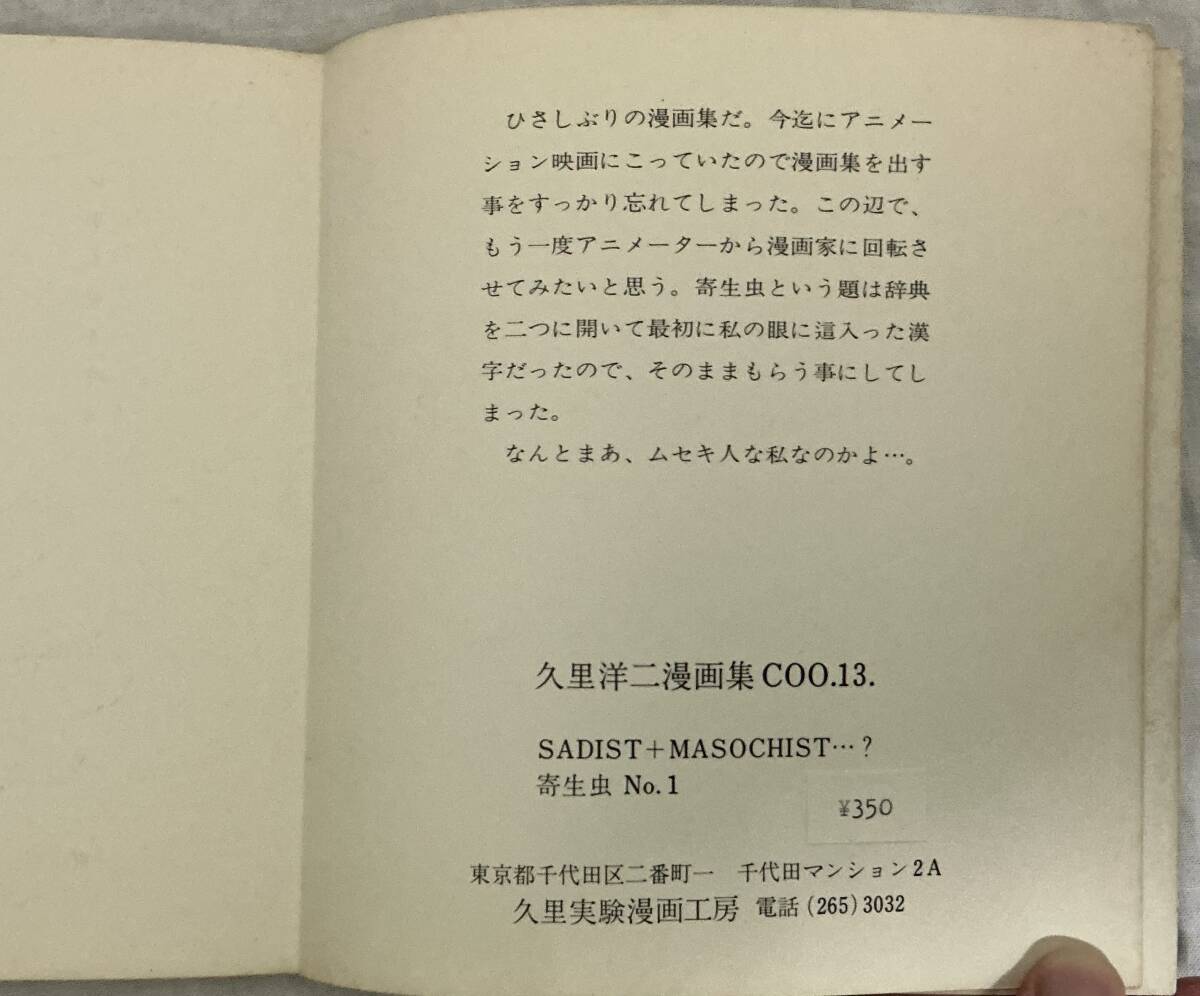 ひさしぶりの漫画集だ。今迄にアニメー
ション映画にこっていたので漫画集を出す
事をすっかり忘れてしまった。この辺で、
もう一度アニメーターから漫画家に回転さ
せてみたいと思う。寄生虫という題は辞典
を二つに開いて最初に私の眼に這入った漢
字だったので、そのままもらう事にしてし
まった。
なんとまあ、ムセキ人な私なのかよ…。
久里洋二漫画集COO.13.
SADIST+MASOCHIST…?
寄生虫 No.1
¥350
東京都千代田区二番町一 千代田マンション2A
久里実験漫画工房 電話(265)3032